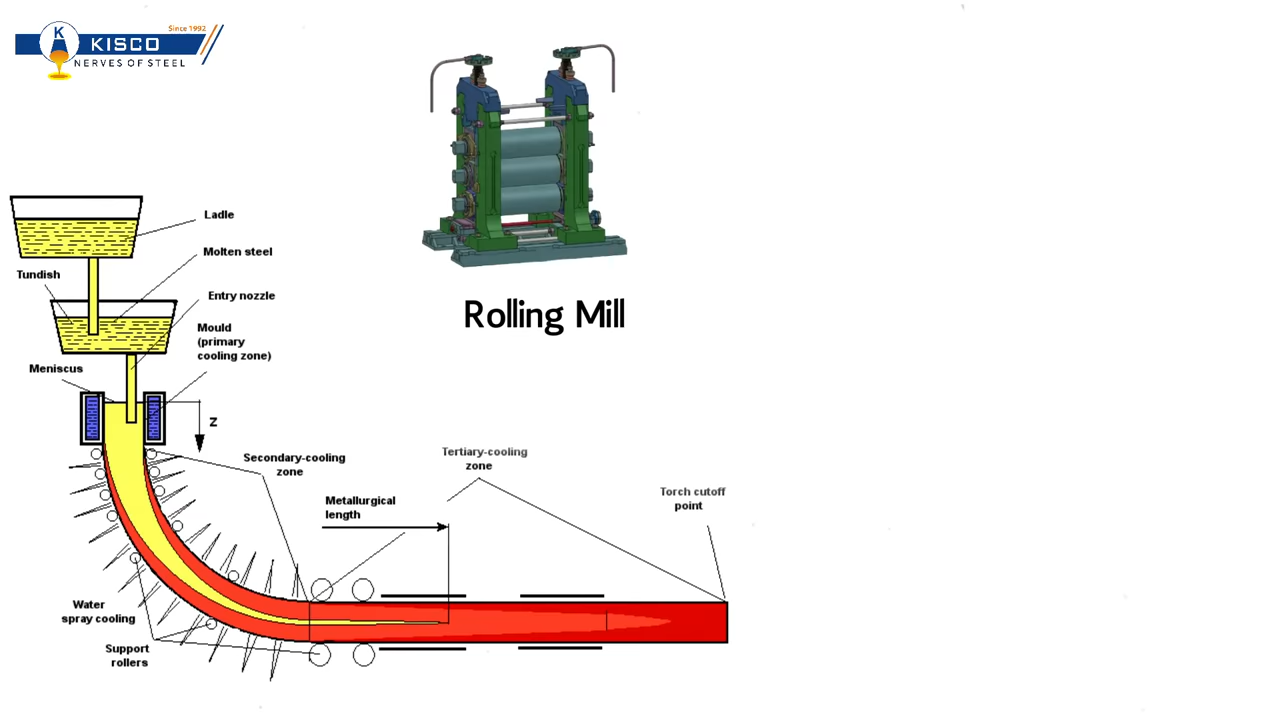 Since 1992
K
KISCO
NERVES OF STEEL
Rolling Mill
Ladle
Molten steel
Tundish
Entry nozzle
Mould
(primary
cooling zone)
Meniscus
Z
Secondary-cooling
zone
Tertiary-cooling
zone
Metallurgical
length
Torch cutoff
point
Water
spray cooling
Support
rollers